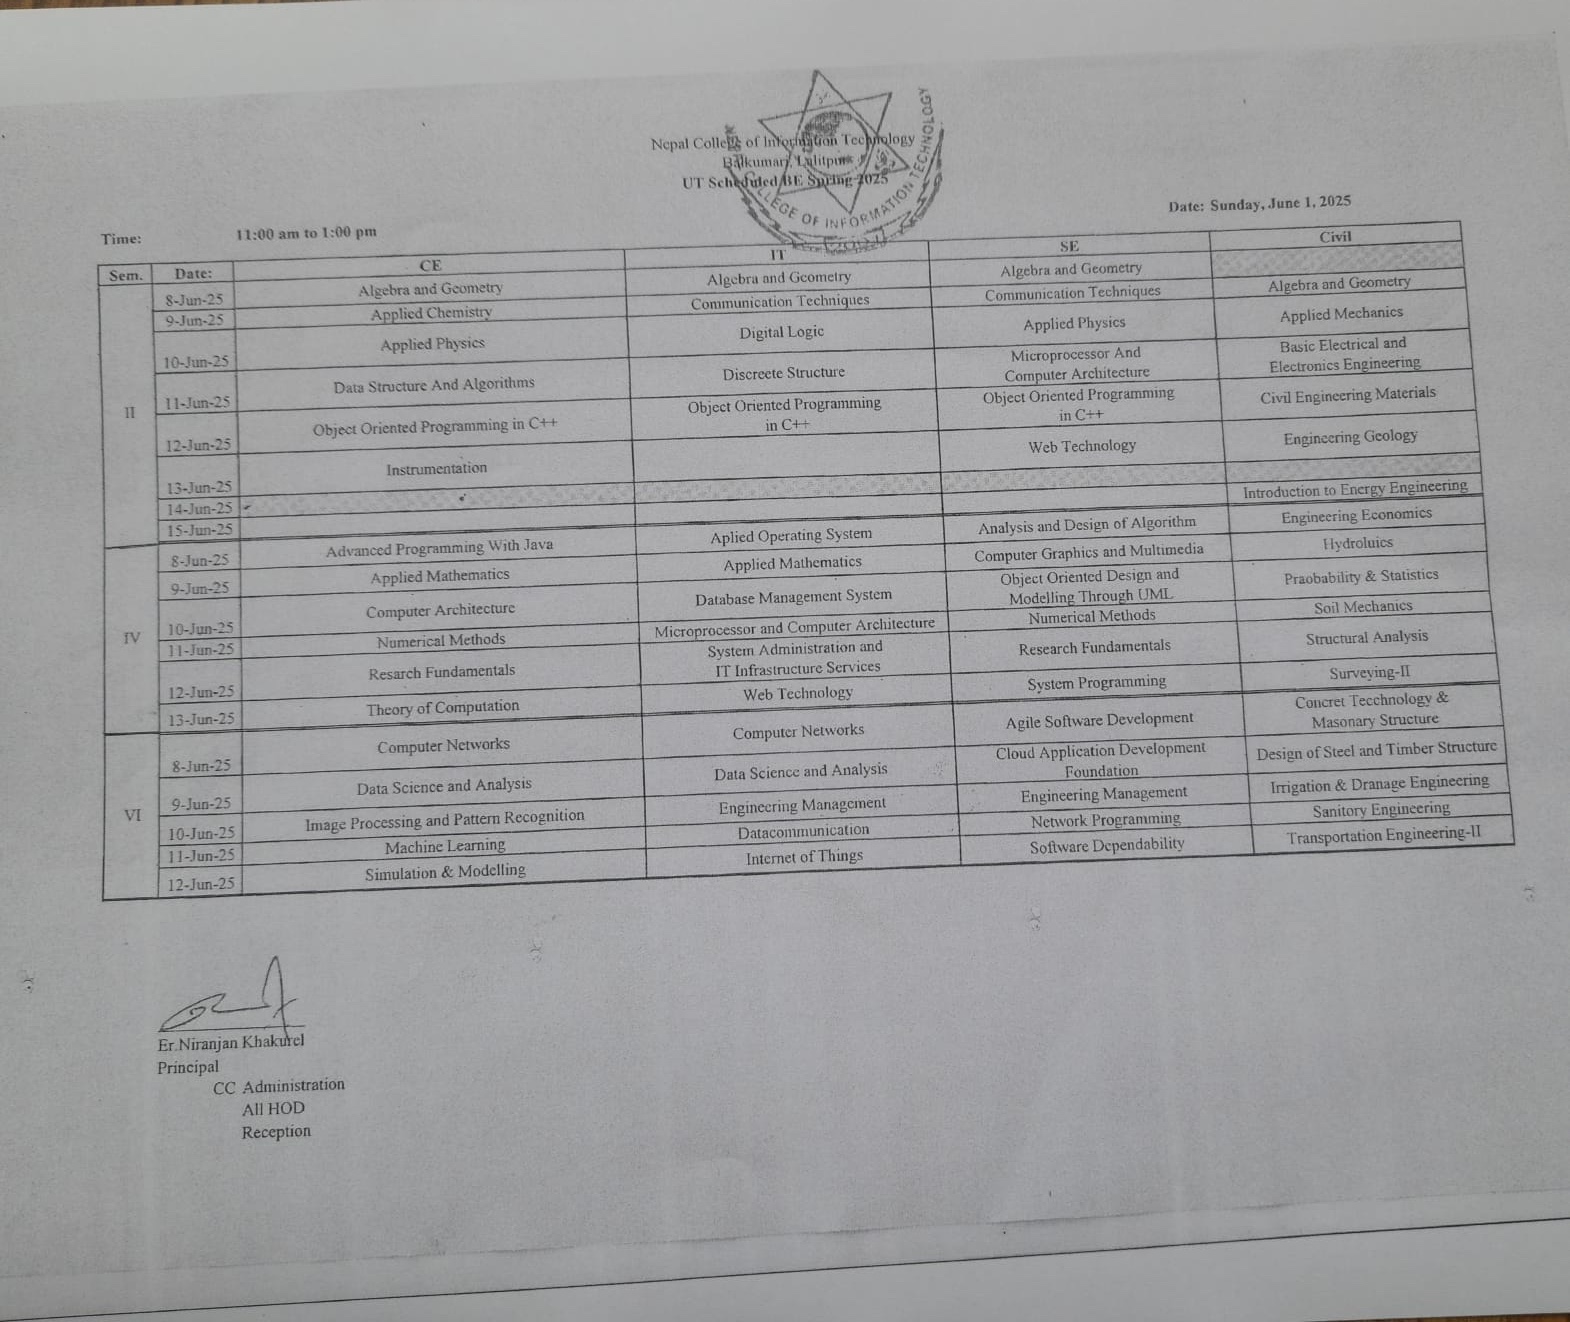 Nepal College of Information Technology
Balkumari, Lalitpur
UT Scheduled BE Spring-2025
COLLEGE OF INFORMATION TECHNOLOGY
Date: Sunday, June 1, 2025
Time: 11:00 am to 1:00 pm
Sem. Date: CE IT SE Civil
II
8-Jun-25 Algebra and Geometry Algebra and Geometry Algebra and Geometry
9-Jun-25 Applied Chemistry Communication Techniques Communication Techniques Algebra and Geometry
10-Jun-25 Applied Physics Digital Logic Applied Physics Applied Mechanics
11-Jun-25 Data Structure And Algorithms Discreete Structure Microprocessor And Computer Architecture Basic Electrical and Electronics Engineering
12-Jun-25 Object Oriented Programming in C++ Object Oriented Programming in C++ Object Oriented Programming in C++ Civil Engineering Materials
13-Jun-25 Instrumentation Web Technology Engineering Geology
14-Jun-25
15-Jun-25 Introduction to Energy Engineering
IV
8-Jun-25 Advanced Programming With Java Aplied Operating System Analysis and Design of Algorithm Engineering Economics
9-Jun-25 Applied Mathematics Applied Mathematics Computer Graphics and Multimedia Hydroluics
10-Jun-25 Computer Architecture Database Management System Object Oriented Design and Modelling Through UML Praobability & Statistics
11-Jun-25 Numerical Methods Microprocessor and Computer Architecture Numerical Methods Soil Mechanics
12-Jun-25 Resarch Fundamentals System Administration and IT Infrastructure Services Research Fundamentals Structural Analysis
13-Jun-25 Theory of Computation Web Technology System Programming Surveying-II
VI
8-Jun-25 Computer Networks Computer Networks Agile Software Development Concret Tecchnology & Masonary Structure
9-Jun-25 Data Science and Analysis Data Science and Analysis Cloud Application Development Foundation Design of Steel and Timber Structure
10-Jun-25 Image Processing and Pattern Recognition Engineering Management Engineering Management Irrigation & Dranage Engineering
11-Jun-25 Machine Learning Datacommunication Network Programming Sanitory Engineering
12-Jun-25 Simulation & Modelling Internet of Things Software Dependability Transportation Engineering-II
Er.Niranjan Khakurel
Principal
CC Administration
All HOD
Reception